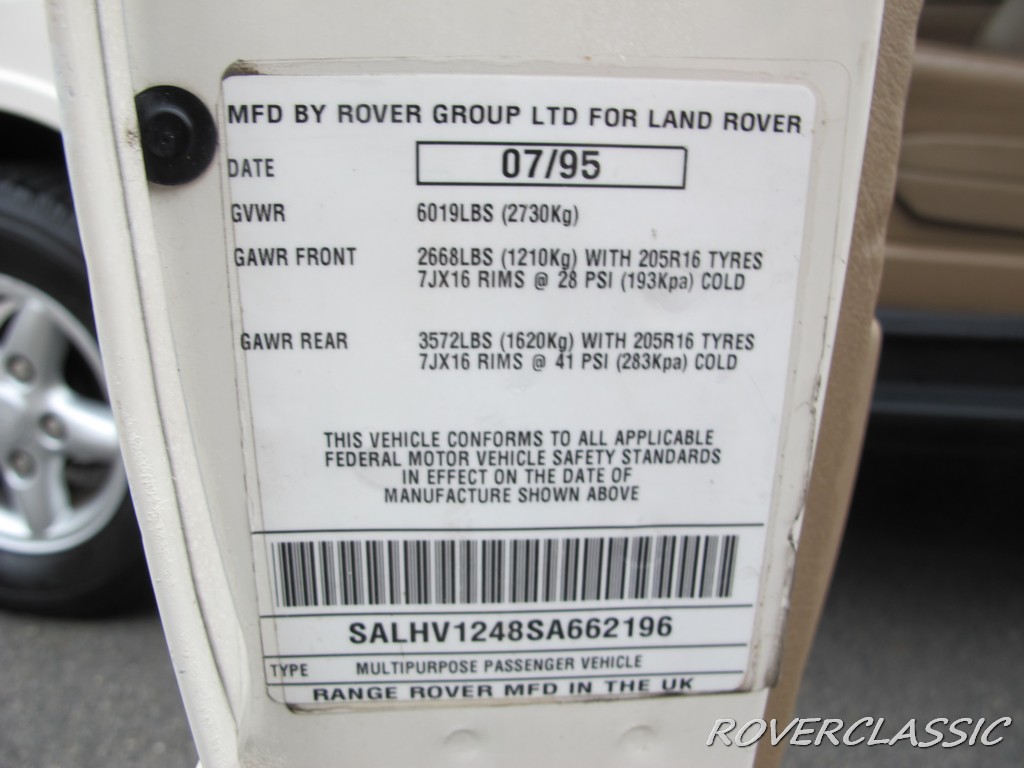 MFD BY ROVER GROUP LTD FOR LAND ROVER
DATE 07/95
GVWR 6019LBS (2730Kg)
GAWR FRONT 2668LBS (1210Kg) WITH 205R16 TYRES
7JX16 RIMS @ 28 PSI (193Kpa) COLD
GAWR REAR 3572LBS (1620Kg) WITH 205R16 TYRES
7JX16 RIMS @ 41 PSI (283Kpa) COLD
THIS VEHICLE CONFORMS TO ALL APPLICABLE
FEDERAL MOTOR VEHICLE SAFETY STANDARDS
IN EFFECT ON THE DATE OF
MANUFACTURE SHOWN ABOVE
SALHV1248SA662196
TYPE MULTIPURPOSE PASSENGER VEHICLE
RANGE ROVER MFD IN THE UK
ROVERCLASSIC